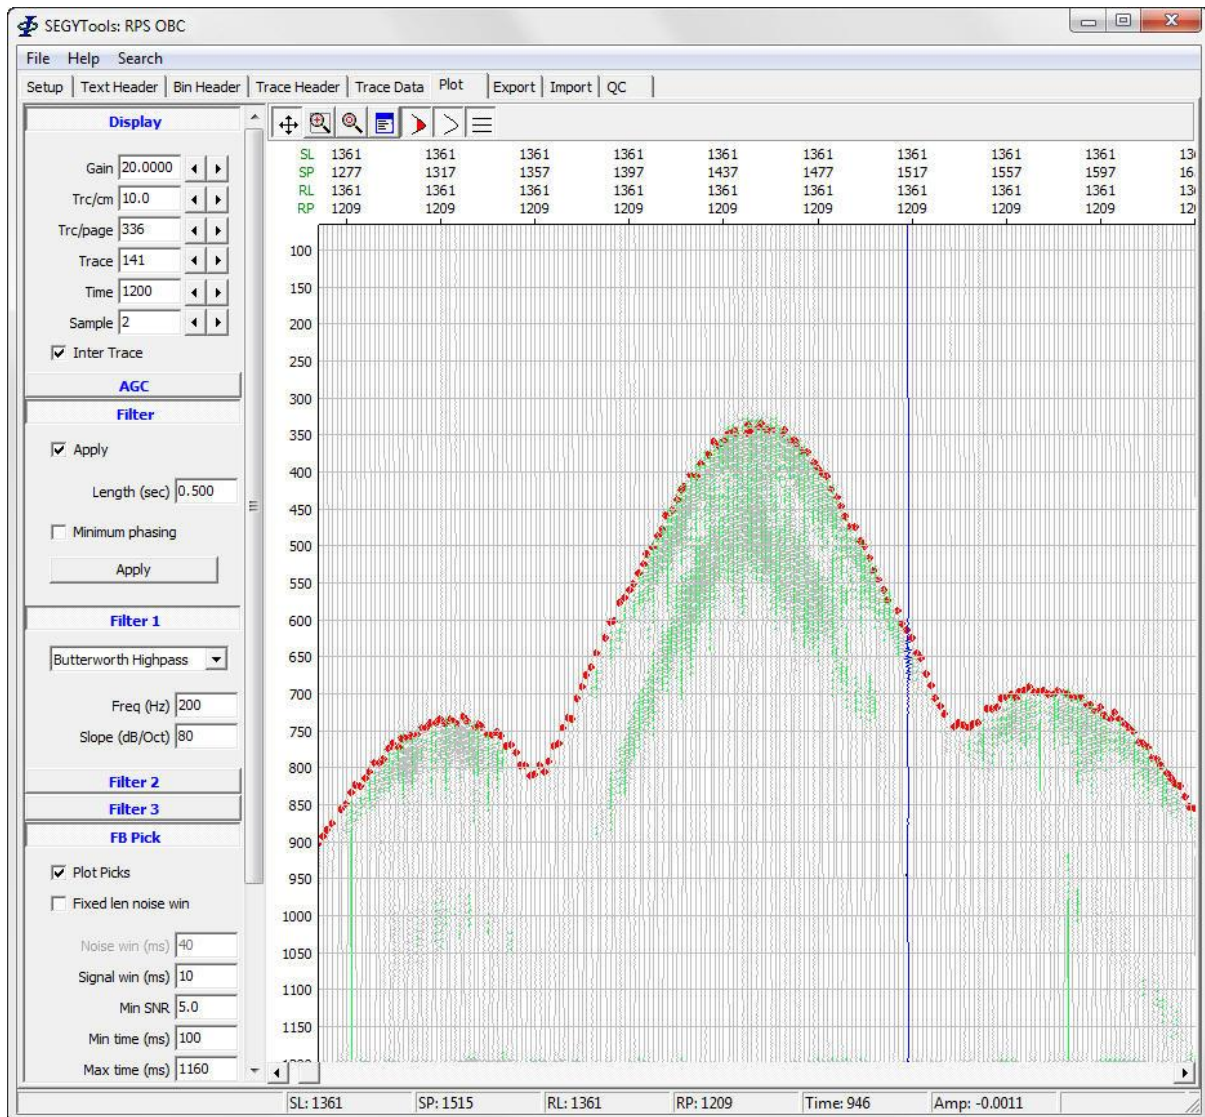 SEGYTools: RPS OBC
File Help Search
Setup Text Header Bin Header Trace Header Trace Data Plot Export Import QC
Display
Gain 20.0000
Trc/cm 10.0
Trc/page 336
Trace 141
Time 1200
Sample 2
Inter Trace
AGC
Filter
Apply
Length (sec) 0.500
Minimum phasing
Apply
Filter 1
Butterworth Highpass
Freq (Hz) 200
Slope (dB/Oct) 80
Filter 2
Filter 3
FB Pick
Plot Picks
Fixed len noise win
Noise win (ms) 40
Signal win (ms) 10
Min SNR 5.0
Min time (ms) 100
Max time (ms) 1160
SL 1361 1361 1361 1361 1361 1361 1361 1361 1361
SP 1277 1317 1357 1397 1437 1477 1517 1557 1597
RL 1361 1361 1361 1361 1361 1361 1361 1361 1361
RP 1209 1209 1209 1209 1209 1209 1209 1209 1209
100
150
200
250
300
350
400
450
500
550
600
650
700
750
800
850
900
950
1000
1050
1100
1150
SL: 1361 SP: 1515 RL: 1361 RP: 1209 Time: 946 Amp: -0.0011